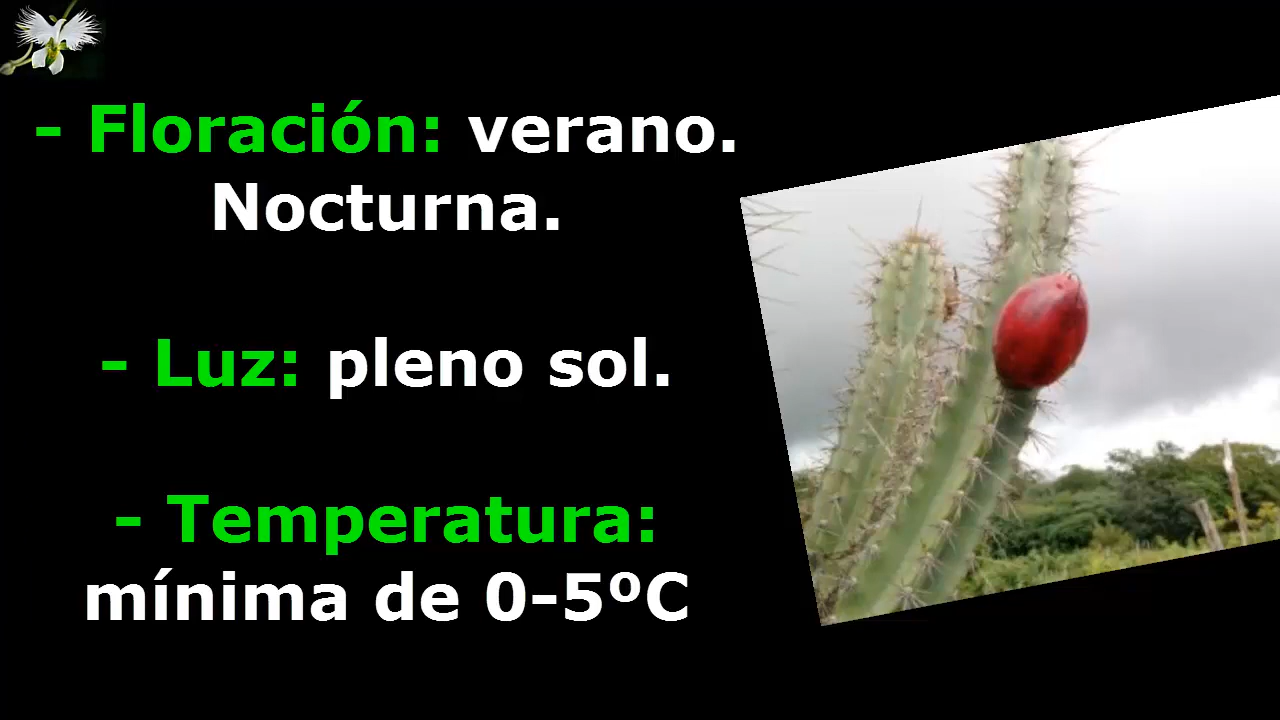 - Floración: verano.
Nocturna.
- Luz: pleno sol.
- Temperatura:
mínima de 0-5ºC